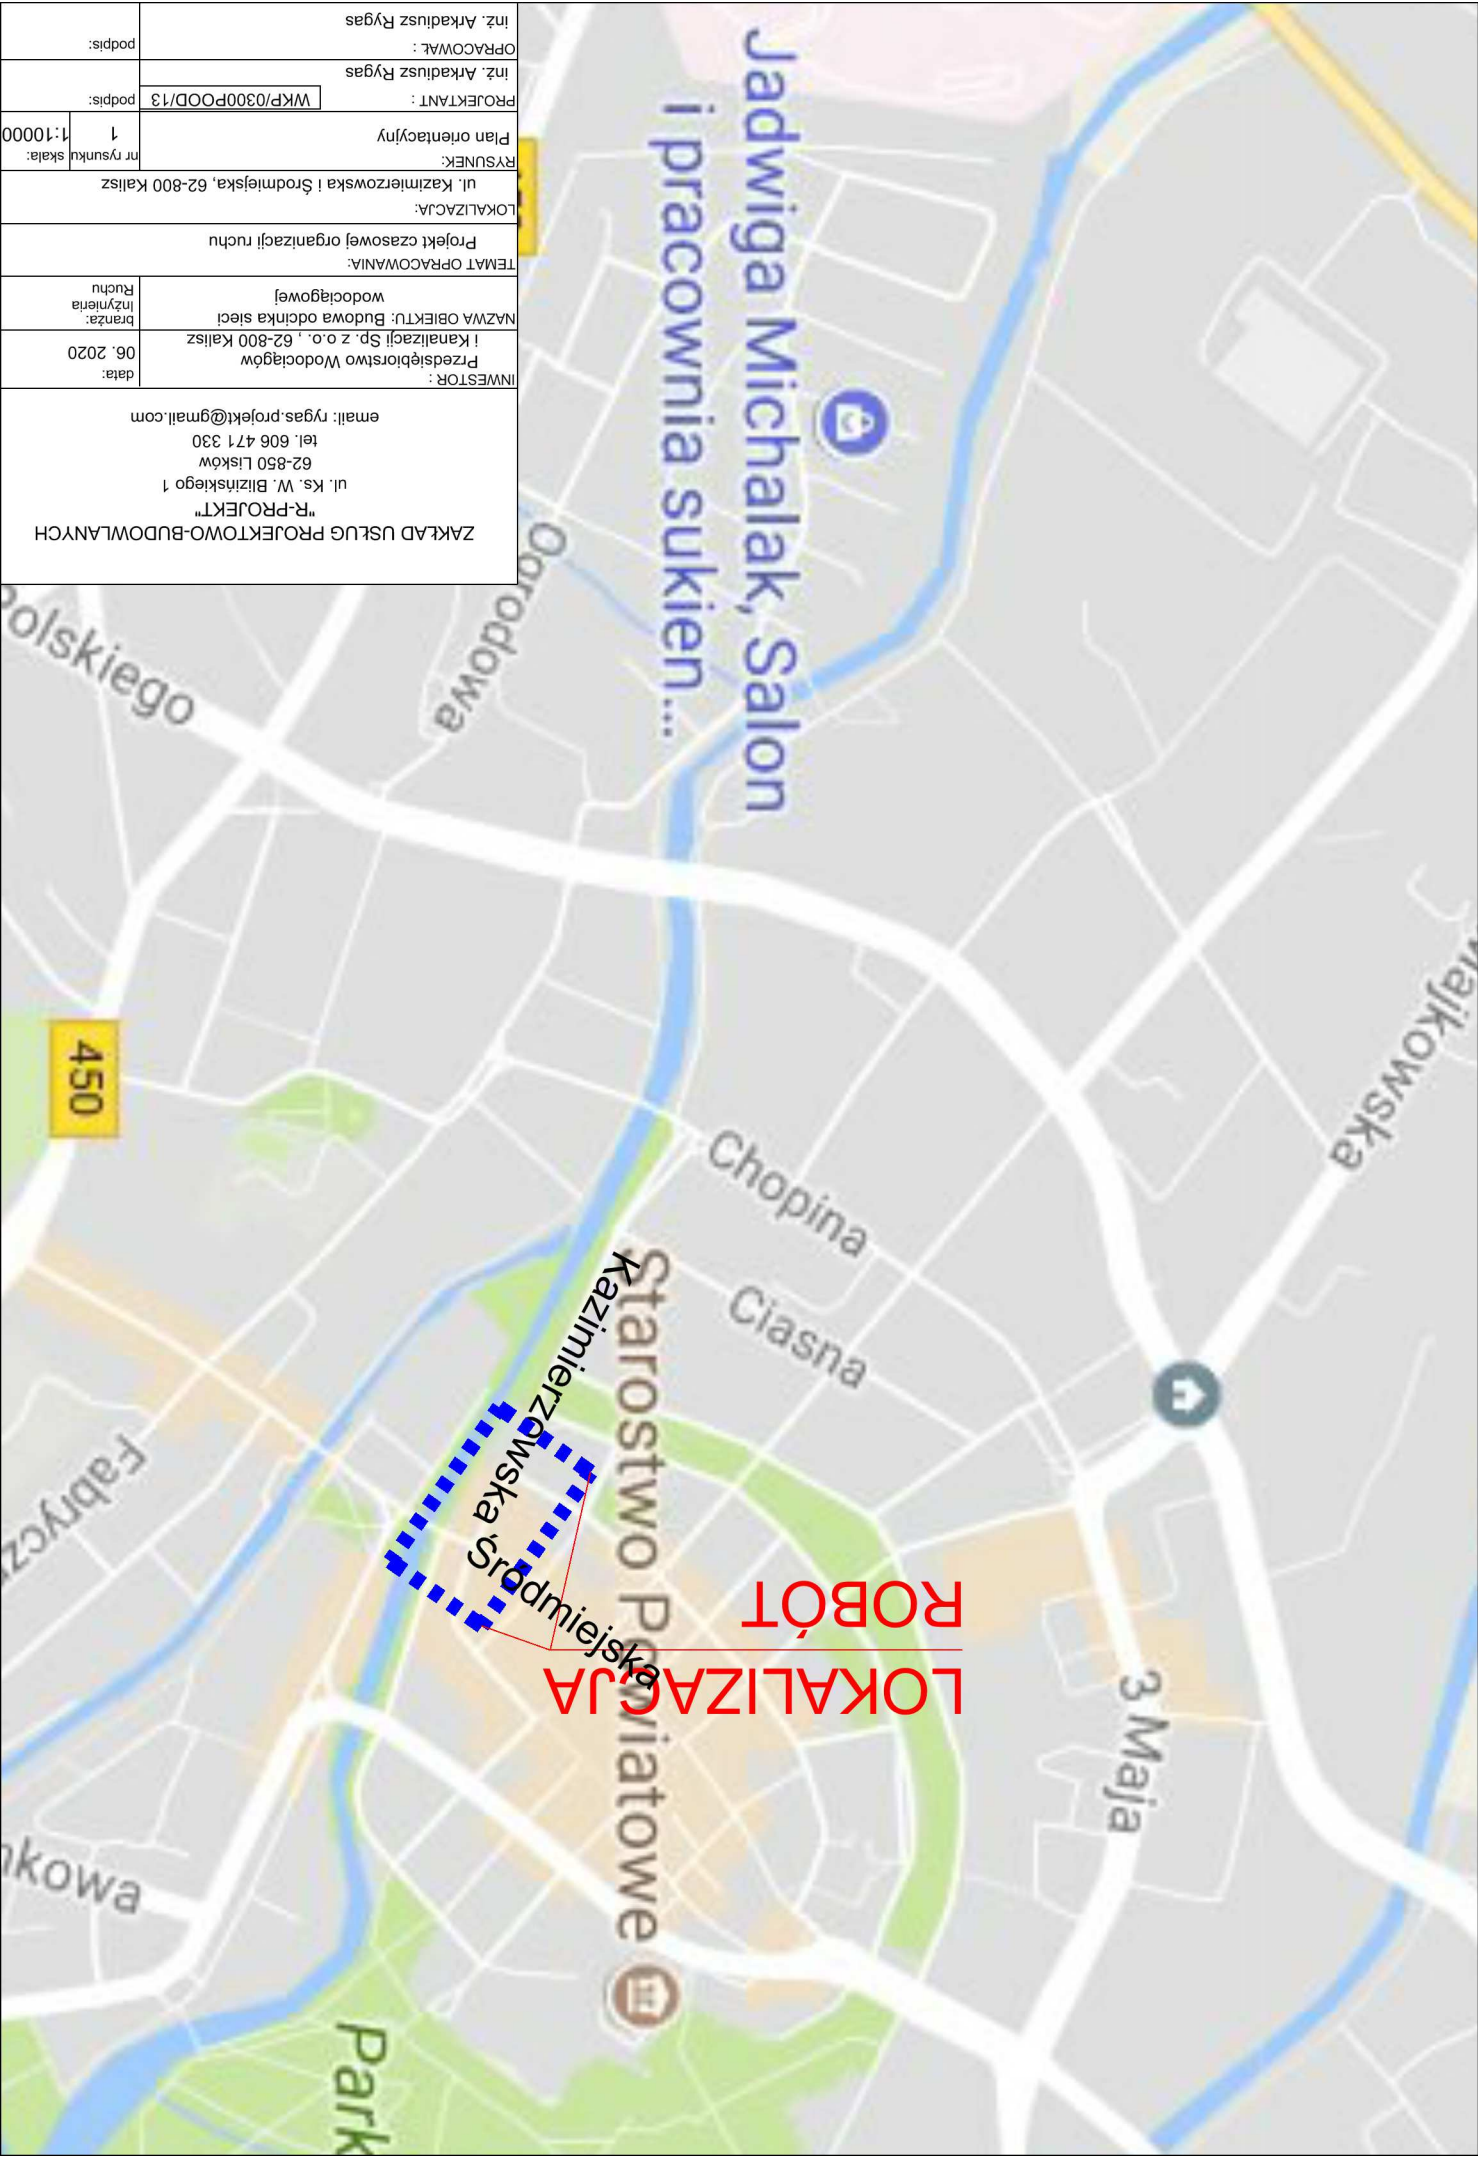 ZAKŁAD USŁUG PROJEKTOWO-BUDOWLANYCH
"R-PROJEKT"
ul. Ks. W. Blizińskiego 1
62-850 Lisków
tel. 606 471 330
email: rygas.projekt@gmail.com
INWESTOR :
Przedsiębiorstwo Wodociągów
i Kanalizacji Sp. z o.o. , 62-800 Kalisz
data:
06. 2020
NAZWA OBIEKTU: Budowa odcinka sieci
wodociągowej
branża:
Inżynieria
Ruchu
TEMAT OPRACOWANIA:
Projekt czasowej organizacji ruchu
LOKALIZACJA:
ul. Kazimierzowska i Śródmiejska, 62-800 Kalisz
RYSUNEK:
Plan orientacyjny
nr rysunku
1
skala:
1:10000
PROJEKTANT :
WKP/0300POOD/13
podpis:
inż. Arkadiusz Rygas
OPRACOWAŁ :
podpis:
inż. Arkadiusz Rygas
LOKALIZACJA
ROBÓT
Jadwiga Michalak, Salon
i pracownia sukien...
Ogrodowa
olskiego
450
Chopina
Ciasna
ajkowska
Kazimierzowska
Śródmiejska
Starostwo Powiatowe
3 Maja
Fabryczn
nkowa
Park